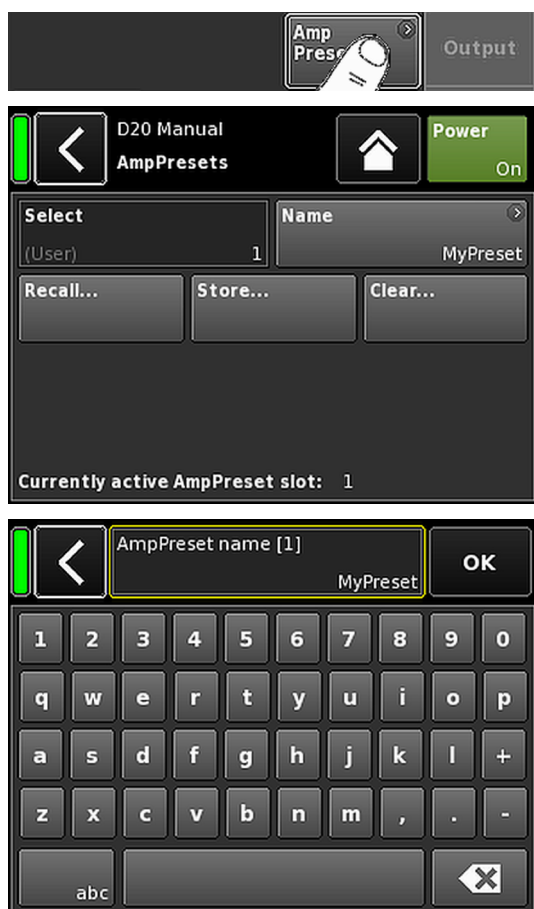 Amp
Output
D20 Manual
AmpPresets
Power
On
Select
(User) 1
Name
MyPreset
Recall...
Store...
Clear...
Currently active AmpPreset slot: 1
AmpPreset name [1]
MyPreset
OK
1 2 3 4 5 6 7 8 9 0
q w e r t y u i o p
a s d f g h j k l +
z x c v b n m , . -
abc